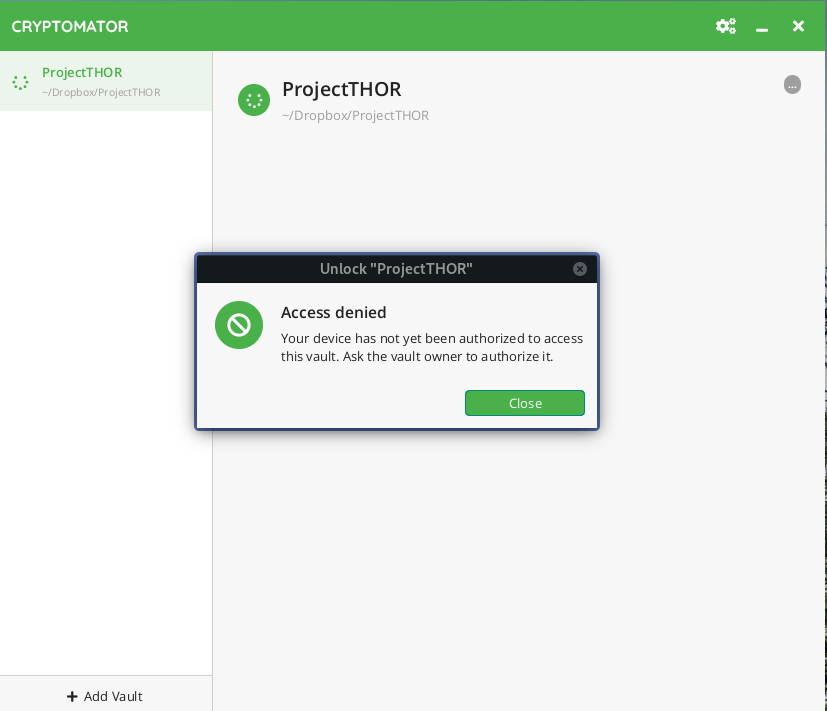 CRYPTOMATOR
ProjectTHOR
~/Dropbox/ProjectTHOR
ProjectTHOR
~/Dropbox/ProjectTHOR
...
Unlock "ProjectTHOR"
Access denied
Your device has not yet been authorized to access
this vault. Ask the vault owner to authorize it.
Close
Add Vault